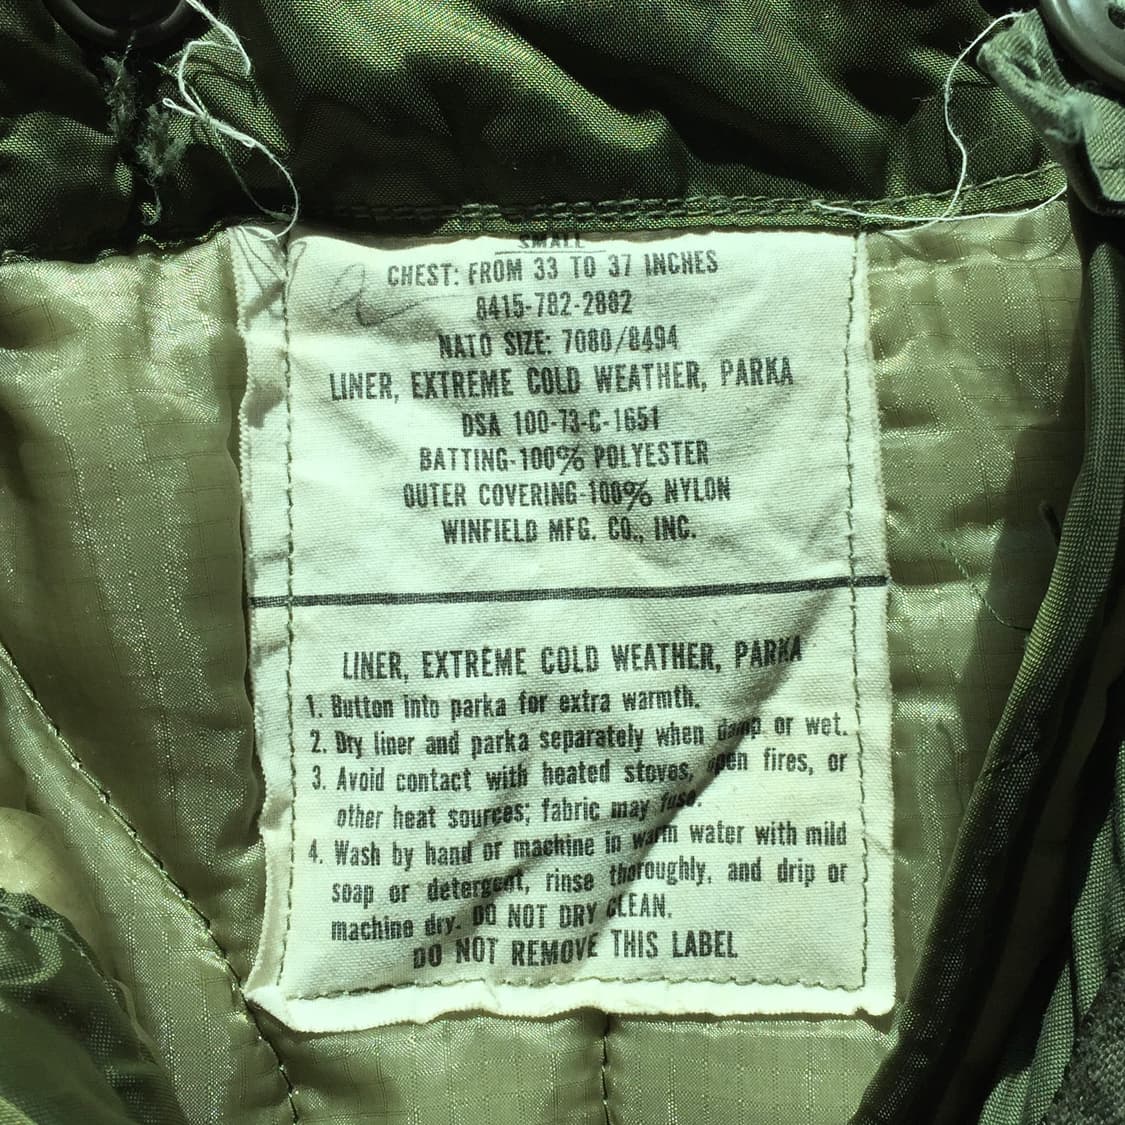 SMALL
CHEST: FROM 33 TO 37 INCHES
8415-782-2882
NATO SIZE: 7080/8494
LINER, EXTREME COLD WEATHER, PARKA
DSA 100-73-C-1651
BATTING-100% POLYESTER
OUTER COVERING-100% NYLON
WINFIELD MFG. CO., INC.
LINER, EXTREME COLD WEATHER, PARKA
1. Button into parka for extra warmth.
2. Dry liner and parka separately when damp or wet.
3. Avoid contact with heated stoves, open fires, or
other heat sources; fabric may fuse.
4. Wash by hand or machine in warm water with mild
soap or detergent, rinse thoroughly, and drip or
machine dry. DO NOT DRY CLEAN.
DO NOT REMOVE THIS LABEL